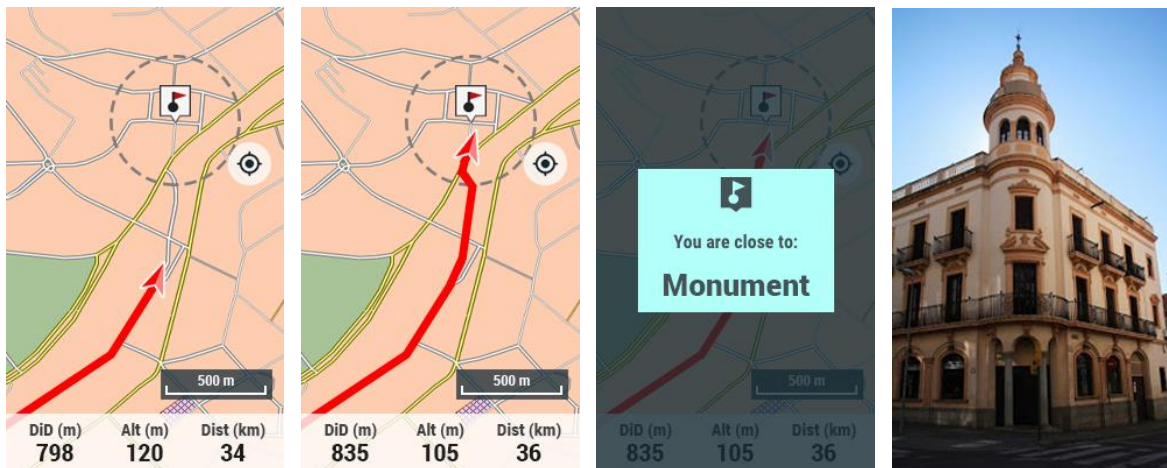 500 m
DiD (m) Alt (m) Dist (km)
798 120 34
500 m
DiD (m) Alt (m) Dist (km)
835 105 36
You are close to:
Monument
500 m
DiD (m) Alt (m) Dist (km)
835 105 36